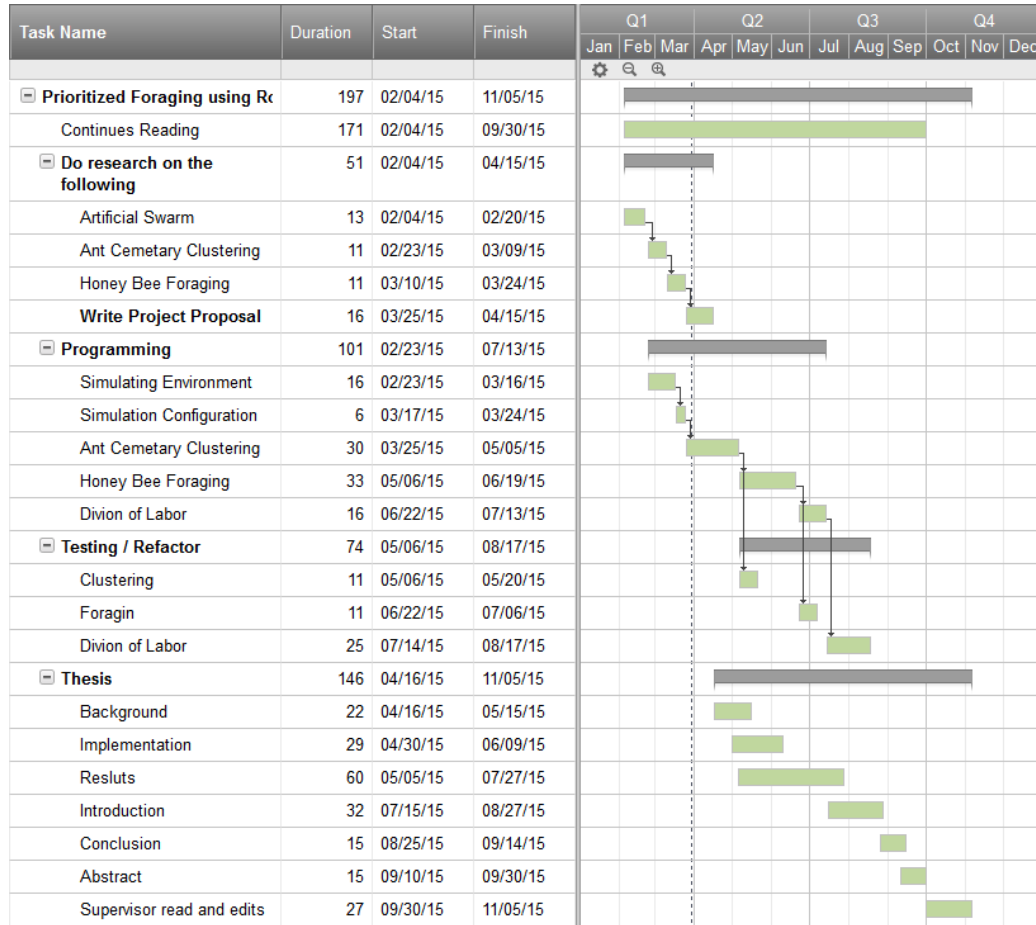 Task Name Duration Start Finish Q1 Q2 Q3 Q4
Jan Feb Mar Apr May Jun Jul Aug Sep Oct Nov Dec
Prioritized Foraging using 197 02/04/15 11/05/15
Continues Reading 171 02/04/15 09/30/15
Do research on the 51 02/04/15 04/15/15
following
Artificial Swarm 13 02/04/15 02/20/15
Ant Cemetary Clustering 11 02/23/15 03/09/15
Honey Bee Foraging 11 03/10/15 03/24/15
Write Project Proposal 16 03/25/15 04/15/15
Programming 101 02/23/15 07/13/15
Simulating Environment 16 02/23/15 03/16/15
Simulation Configuration 6 03/17/15 03/24/15
Ant Cemetary Clustering 30 03/25/15 05/05/15
Honey Bee Foraging 33 05/06/15 06/19/15
Divion of Labor 16 06/22/15 07/13/15
Testing / Refactor 74 05/06/15 08/17/15
Clustering 11 05/06/15 05/20/15
Foragin 11 06/22/15 07/06/15
Divion of Labor 25 07/14/15 08/17/15
Thesis 146 04/16/15 11/05/15
Background 22 04/16/15 05/15/15
Implementation 29 04/30/15 06/09/15
Resluts 60 05/05/15 07/27/15
Introduction 32 07/15/15 08/27/15
Conclusion 15 08/25/15 09/14/15
Abstract 15 09/10/15 09/30/15
Supervisor read and edits 27 09/30/15 11/05/15